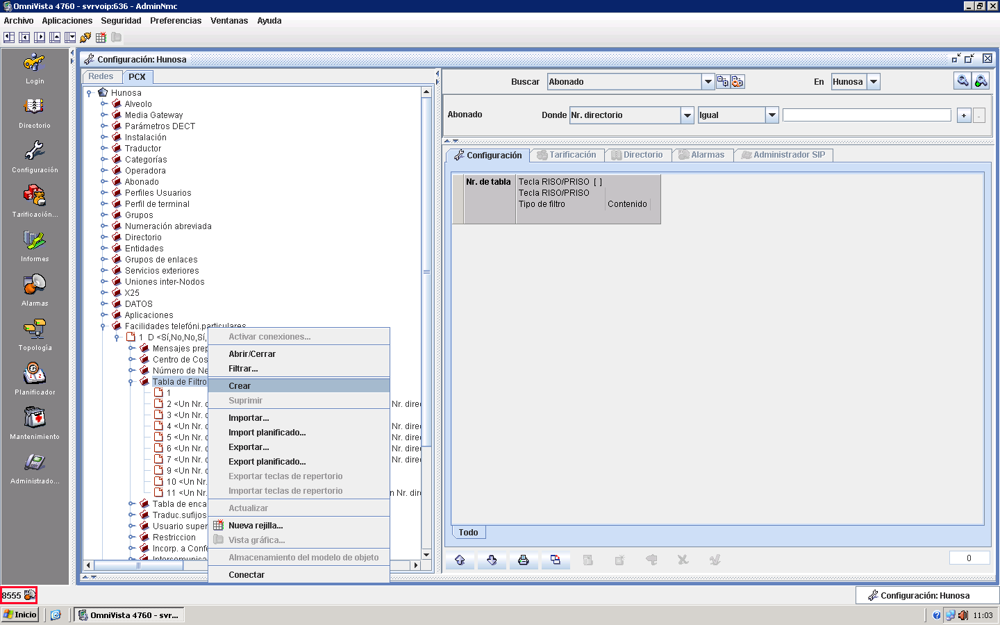 OmniVista 4760 - svrvoip:636 - AdminNmc
Archivo Aplicaciones Seguridad Preferencias Ventanas Ayuda
Login
Directorio
Configuración
Tarificación...
Informes
Alarmas
Topología
Planificador
Mantenimiento
Administrado...
Configuración: Hunosa
Redes PCX
Hunosa
Alveolo
Media Gateway
Parámetros DECT
Instalación
Traductor
Categorías
Operadora
Abonado
Perfiles Usuarios
Perfil de terminal
Grupos
Numeración abreviada
Directorio
Entidades
Grupos de enlaces
Servicios exteriores
Uniones inter-Nodos
X25
DATOS
Aplicaciones
Facilidades telefóni.particulares
1 D <Sí,No,No,Sí,
Mensajes prep
Centro de Cos
Número de Ne
Tabla de Filtro
1
2 <Un Nr. d Nr. dire
3 <Un Nr. d
4 <Un Nr. d Nr. dire
5 <Un Nr. d Nr. dire
6 <Un Nr. d Nr. dire
7 <Un Nr. d Nr. dire
9 <Un Nr. d
10 <Un Nr.
11 <Un Nr. n Nr. dire
Tabla de enca
Traduc.sufijos
Usuario super
Restriccion
Incorp. a Confe
Intercomunica
Activar conexiones...
Abrir/Cerrar
Filtrar...
Crear
Suprimir
Importar...
Import planificado...
Exportar...
Export planificado...
Exportar teclas de repertorio
Importar teclas de repertorio
Actualizar
Nueva rejilla...
Vista gráfica...
Almacenamiento del modelo de objeto
Conectar
Buscar Abonado En Hunosa
Abonado Donde Nr. directorio Igual + -
Configuración Tarificación Directorio Alarmas Administrador SIP
Nr. de tabla Tecla RISO/PRISO [ ]
Tecla RISO/PRISO
Tipo de filtro Contenido
Todo
0
8555
Configuración: Hunosa
Inicio OmniVista 4760 - svr... 11:03